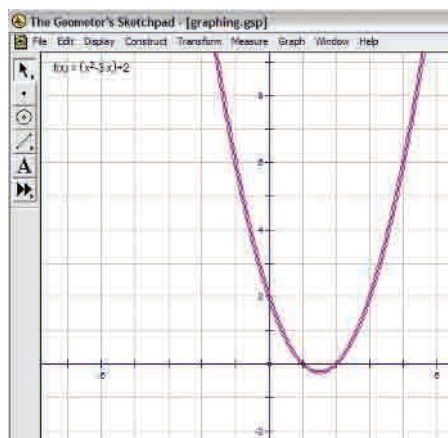 The Geometer's Sketchpad - [graphing.gsp]
File Edit Display Construct Transform Measure Graph Window Help
f(x) = (x²-3x)+2
A
8
6
4
2
-5
5
-2